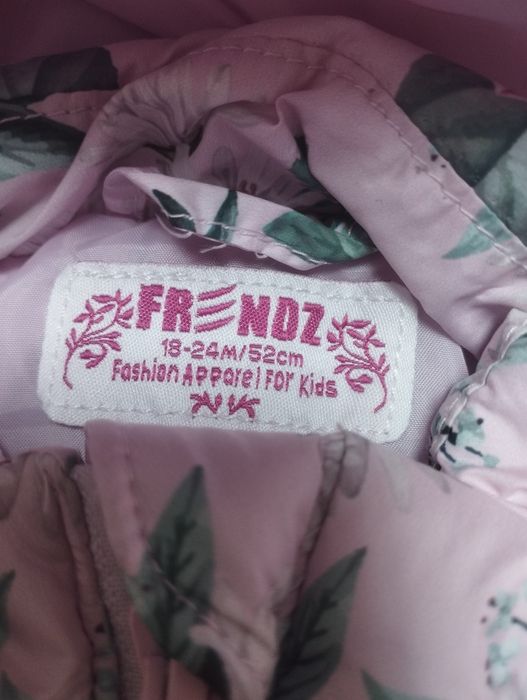 FRENDZ
18-24M/52cm
Fashion Apparel For Kids